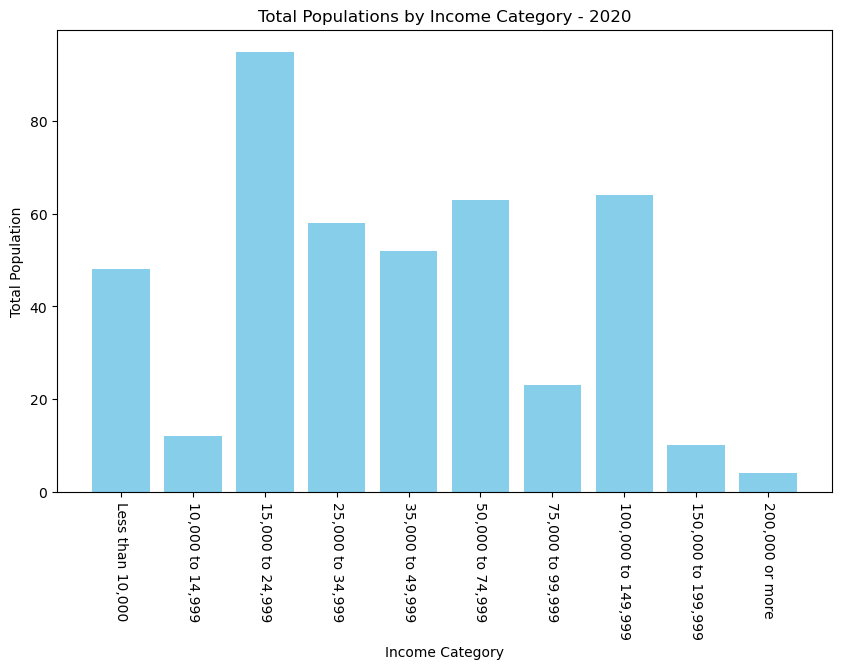 Total Populations by Income Category - 2020
Total Population
80
60
40
20
0
Less than 10,000
10,000 to 14,999
15,000 to 24,999
25,000 to 34,999
35,000 to 49,999
50,000 to 74,999
75,000 to 99,999
100,000 to 149,999
150,000 to 199,999
200,000 or more
Income Category